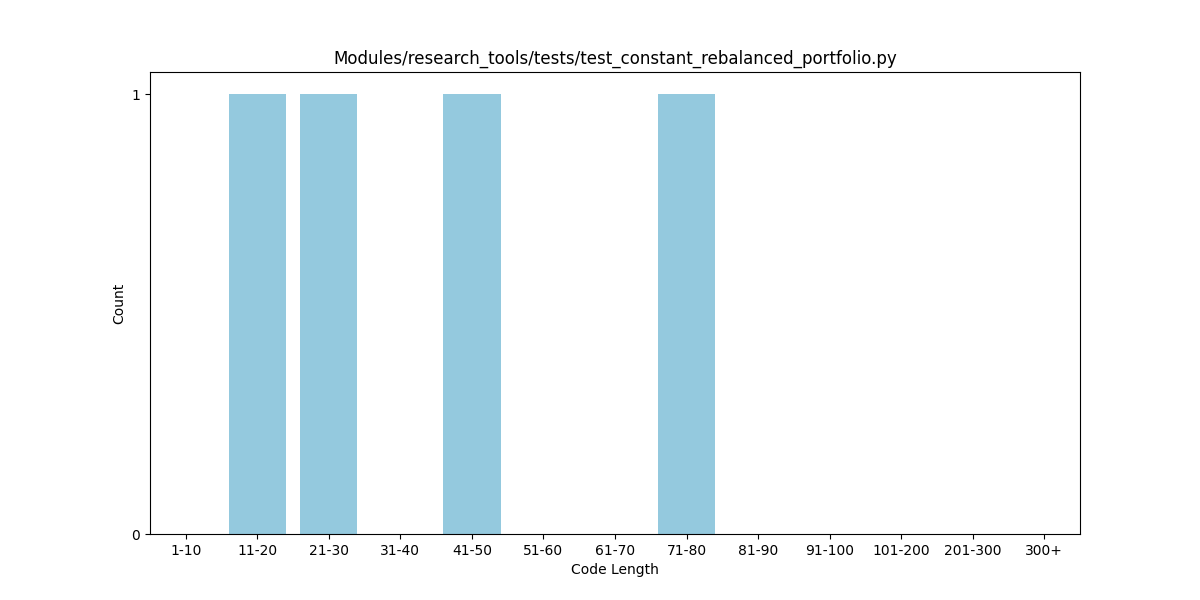 Modules/research_tools/tests/test_constant_rebalanced_portfolio.py
1
Count
0
1-10 11-20 21-30 31-40 41-50 51-60 61-70 71-80 81-90 91-100 101-200 201-300 300+
Code Length